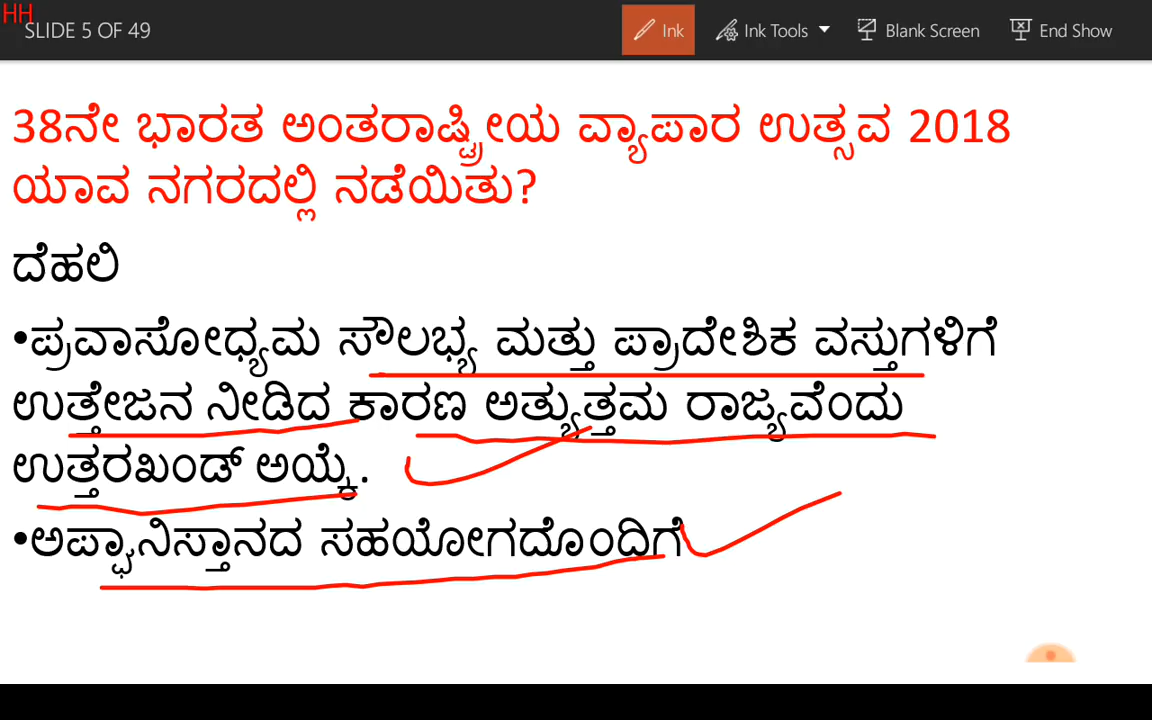 HH
SLIDE 5 OF 49
Ink
Ink Tools
Blank Screen
End Show
38ನೇ ಭಾರತ ಅಂತರಾಷ್ಟ್ರೀಯ ವ್ಯಾಪಾರ ಉತ್ಸವ 2018
ಯಾವ ನಗರದಲ್ಲಿ ನಡೆಯಿತು?
ದೆಹಲಿ
•ಪ್ರವಾಸೋಧ್ಯಮ ಸೌಲಭ್ಯ ಮತ್ತು ಪ್ರಾದೇಶಿಕ ವಸ್ತುಗಳಿಗೆ
ಉತ್ತೇಜನ ನೀಡಿದ ಕಾರಣ ಅತ್ಯುತ್ತಮ ರಾಜ್ಯವೆಂದು
ಉತ್ತರಖಂಡ್ ಅಯ್ಕೆ.
•ಅಪ್ಘಾನಿಸ್ತಾನದ ಸಹಯೋಗದೊಂದಿಗೆ